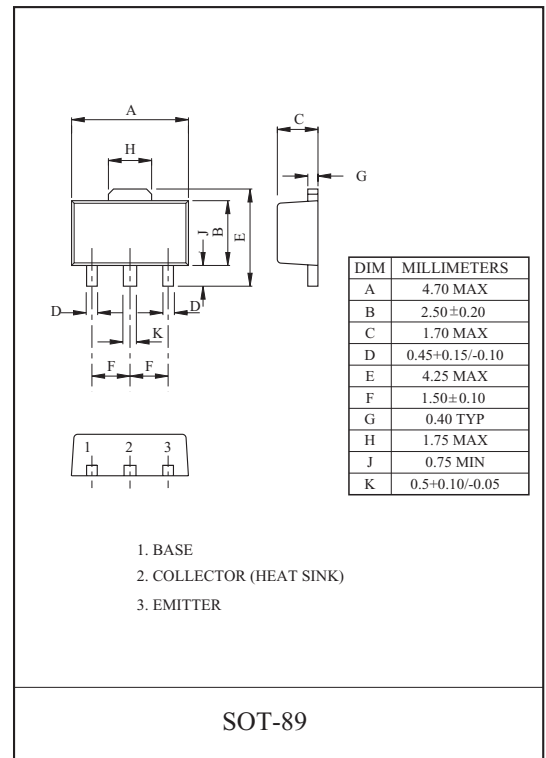 A
H
C
G
J
B
E
D
D
K
F
F
DIM MILLIMETERS
A 4.70 MAX
B 2.50±0.20
C 1.70 MAX
D 0.45+0.15/-0.10
E 4.25 MAX
F 1.50±0.10
G 0.40 TYP
H 1.75 MAX
J 0.75 MIN
K 0.5+0.10/-0.05
1 2 3
1. BASE
2. COLLECTOR (HEAT SINK)
3. EMITTER
SOT-89